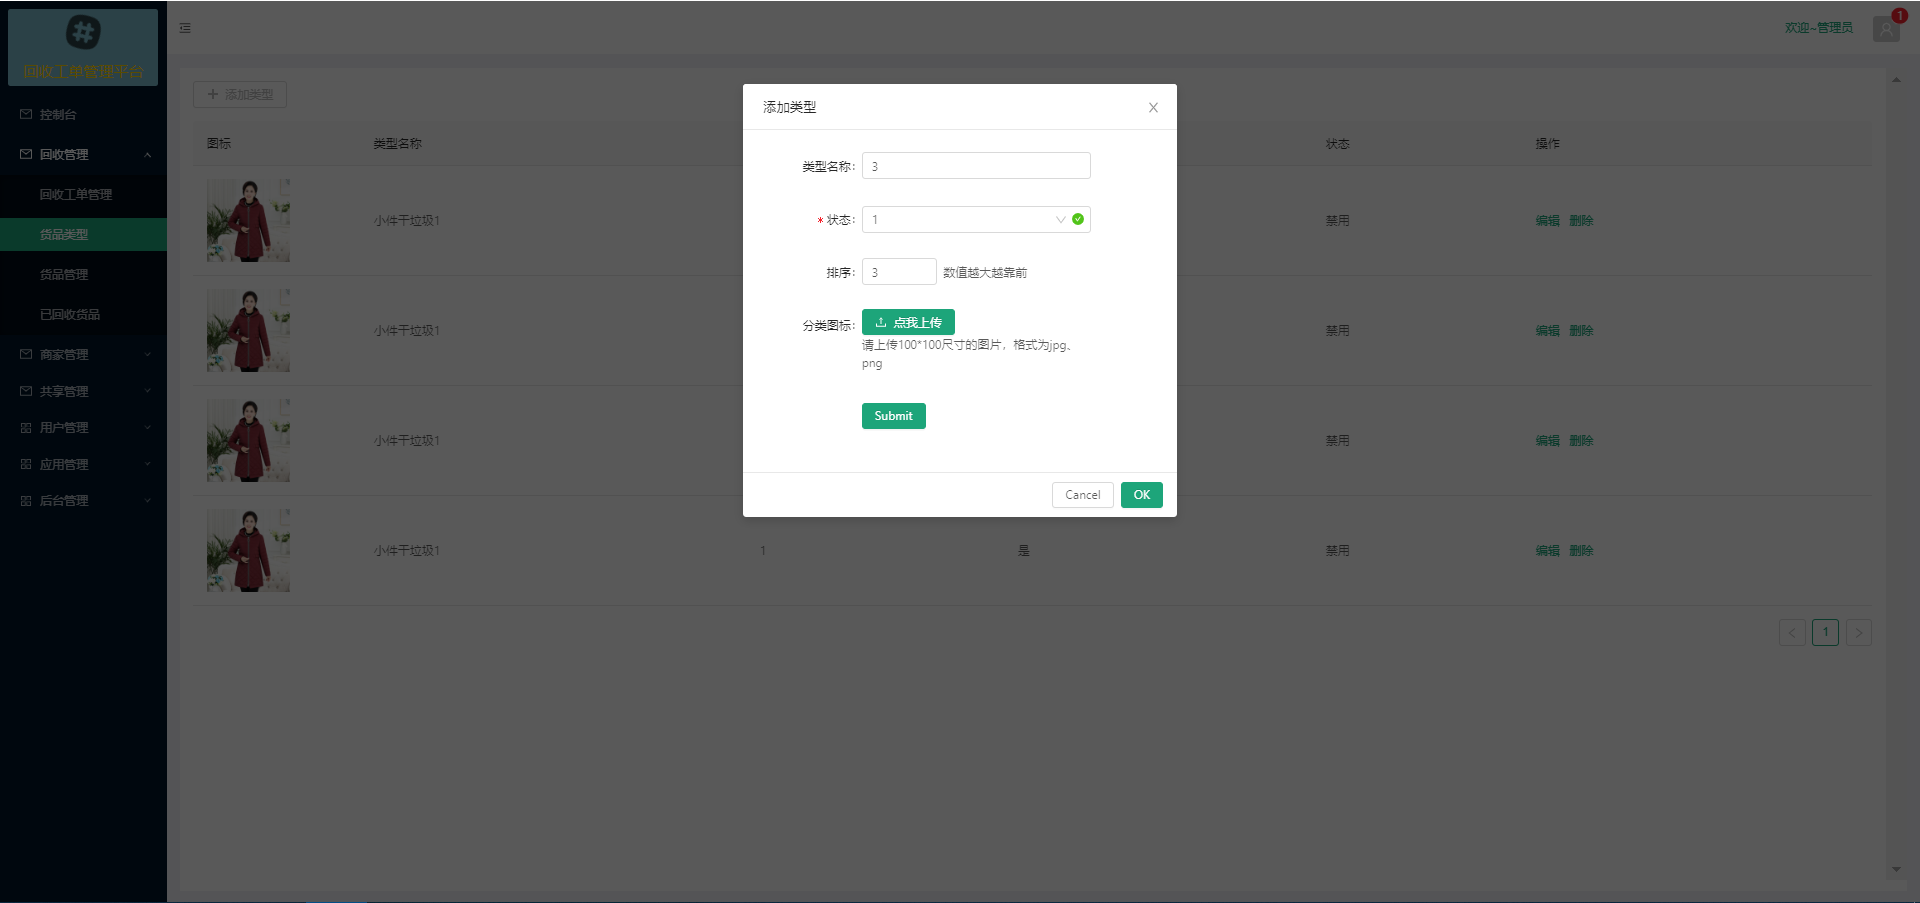 回收工单管理平台
欢迎~管理员
1
控制台
回收管理
回收工单管理
货品类型
货品管理
已回收货品
商家管理
共享管理
用户管理
应用管理
后台管理
添加类型
图标 类型名称 状态 操作
小件干垃圾1 禁用 编辑 删除
小件干垃圾1 禁用 编辑 删除
小件干垃圾1 禁用 编辑 删除
小件干垃圾1 1 是 禁用 编辑 删除
1
添加类型
类型名称: 3
* 状态: 1
排序: 3 数值越大越靠前
分类图标: 点我上传
请上传100*100尺寸的图片，格式为jpg、
png
Submit
Cancel OK